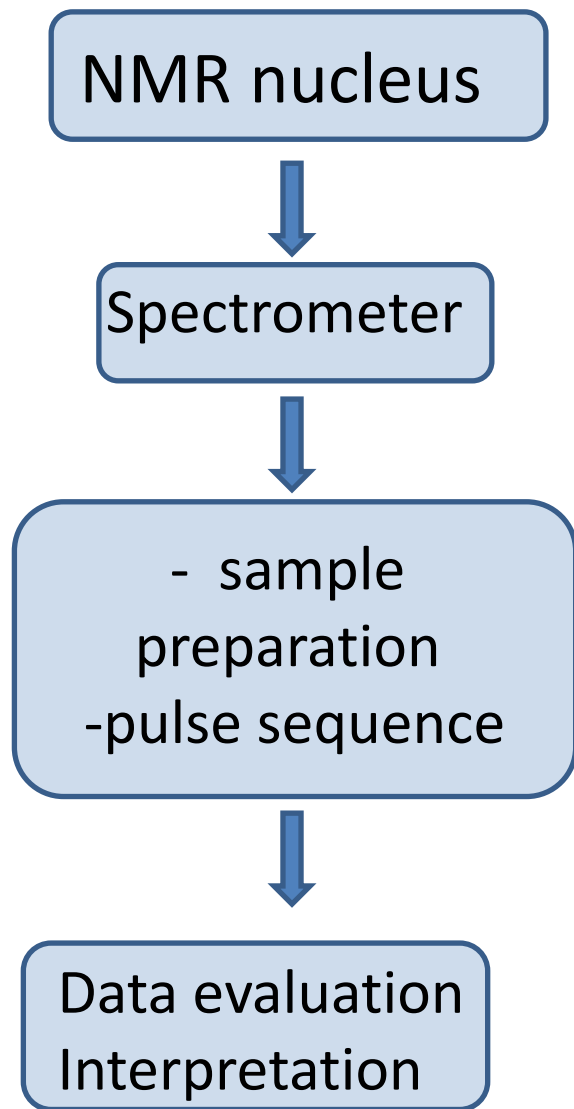 NMR nucleus
Spectrometer
- sample
preparation
-pulse sequence
Data evaluation
Interpretation